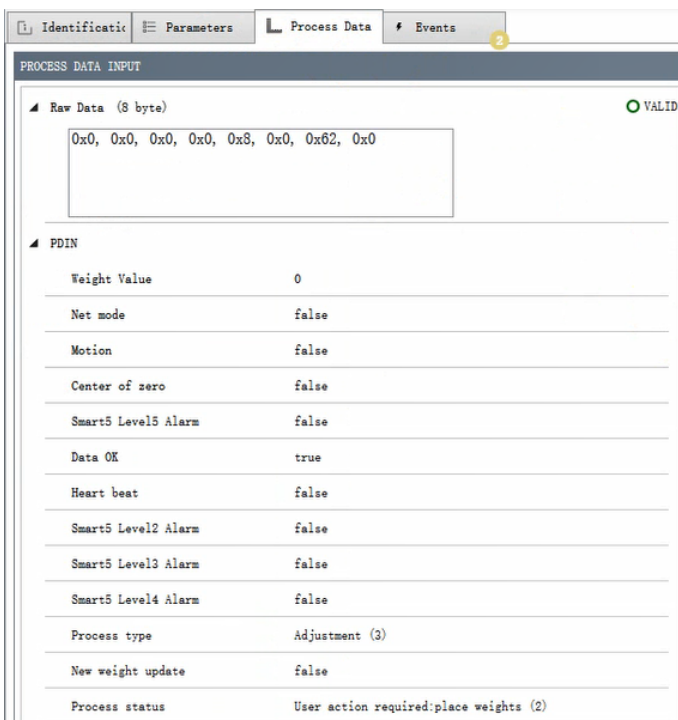 Identificatic Parameters Process Data Events 2
PROCESS DATA INPUT
Raw Data (8 byte) VALID
0x0, 0x0, 0x0, 0x0, 0x8, 0x0, 0x62, 0x0
PDIN
Weight Value 0
Net mode false
Motion false
Center of zero false
Smart5 Level5 Alarm false
Data OK true
Heart beat false
Smart5 Level2 Alarm false
Smart5 Level3 Alarm false
Smart5 Level4 Alarm false
Process type Adjustment (3)
New weight update false
Process status User action required:place weights (2)